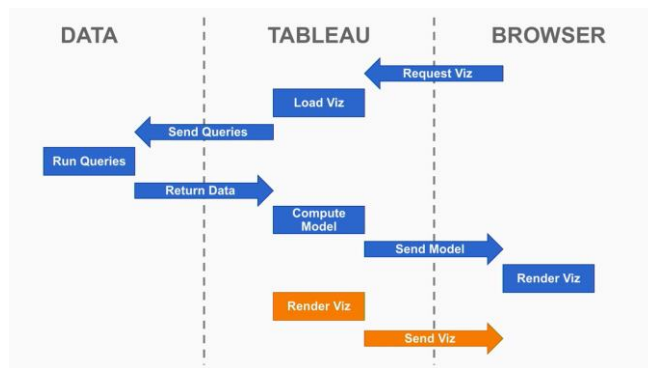 DATA
TABLEAU
BROWSER
Request Viz
Load Viz
Send Queries
Run Queries
Return Data
Compute
Model
Send Model
Render Viz
Render Viz
Send Viz